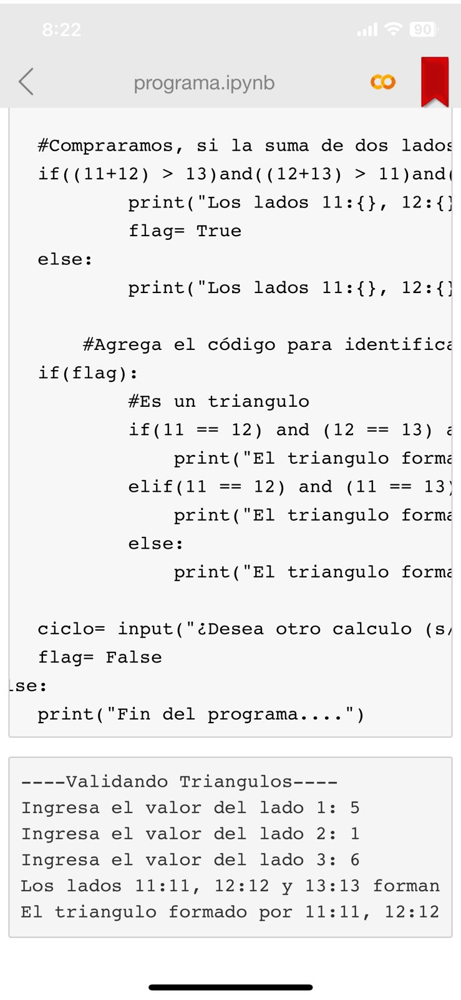 8:22
90
programa.ipynb
#Compraramos, si la suma de dos lados
if((11+12) > 13)and((12+13) > 11)and(
print("Los lados 11:{}, 12:{}
flag= True
else:
print("Los lados 11:{}, 12:{}
#Agrega el código para identifica
if(flag):
#Es un triangulo
if(11 == 12) and (12 == 13) a
print("El triangulo forma
elif(11 == 12) and (11 == 13)
print("El triangulo forma
else:
print("El triangulo forma
ciclo= input("¿Desea otro calculo (s/
flag= False
lse:
print("Fin del programa....")
----Validando Triangulos----
Ingresa el valor del lado 1: 5
Ingresa el valor del lado 2: 1
Ingresa el valor del lado 3: 6
Los lados 11:11, 12:12 y 13:13 forman
El triangulo formado por 11:11, 12:12